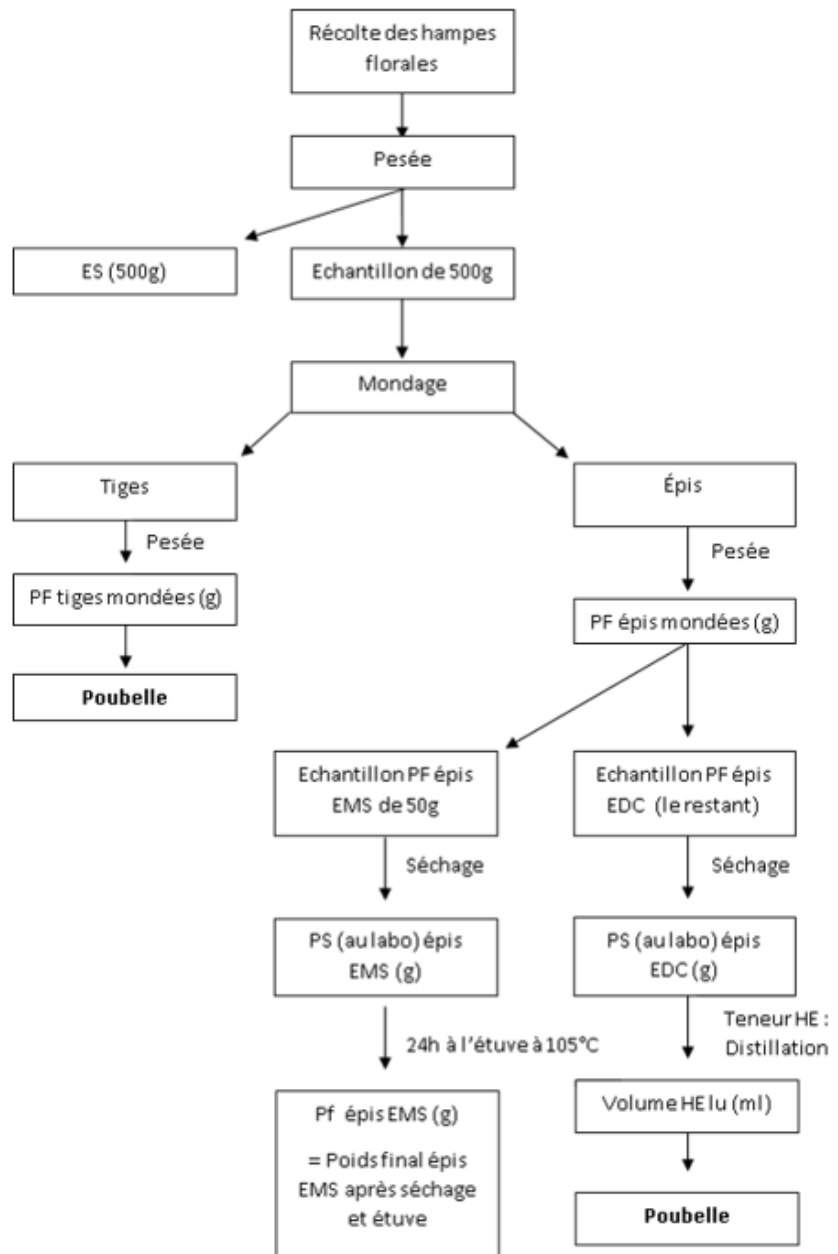 Récolte des hampes
florales
Pesée
ES (500g)
Echantillon de 500g
Mondage
Tiges
Épis
Pesée
Pesée
PF tiges mondées (g)
PF épis mondées (g)
Poubelle
Echantillon PF épis
EMS de 50g
Echantillon PF épis
EDC (le restant)
Séchage
Séchage
PS (au labo) épis
EMS (g)
PS (au labo) épis
EDC (g)
24h à l'étuve à 105°C
Teneur HE :
Distillation
Pf épis EMS (g)
= Poids final épis
EMS après séchage
et étuve
Volume HE lu (ml)
Poubelle